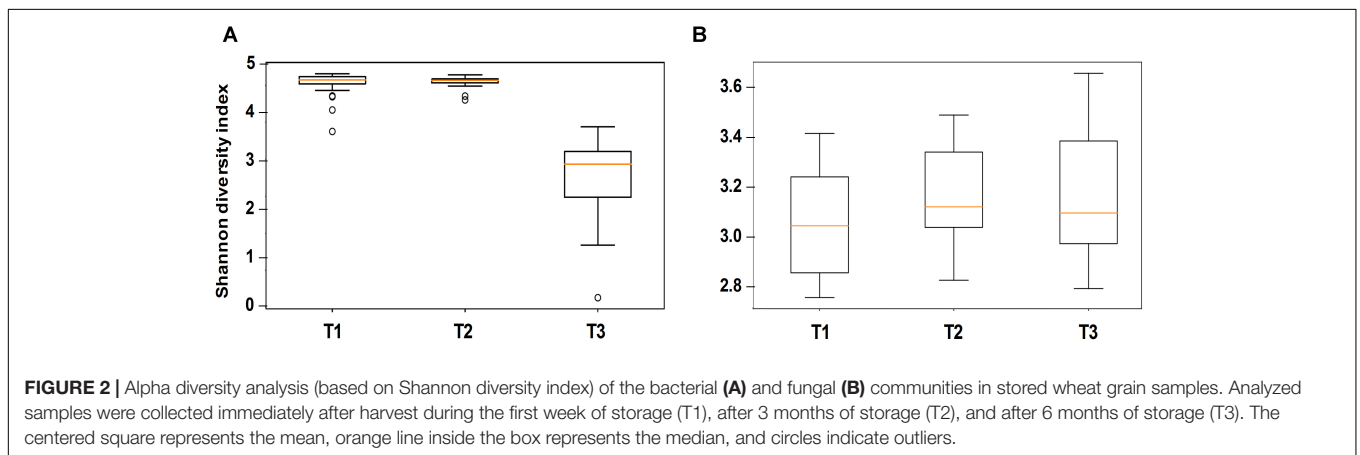 A
B
Shannon diversity index
5
4
3
2
1
0
T1 T2 T3
3.6
3.4
3.2
3.0
2.8
T1 T2 T3
FIGURE 2 | Alpha diversity analysis (based on Shannon diversity index) of the bacterial (A) and fungal (B) communities in stored wheat grain samples. Analyzed
samples were collected immediately after harvest during the first week of storage (T1), after 3 months of storage (T2), and after 6 months of storage (T3). The
centered square represents the mean, orange line inside the box represents the median, and circles indicate outliers.